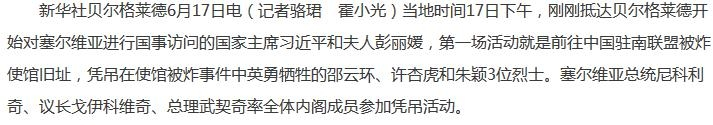 新华社贝尔格莱德6月17日电（记者骆珺　霍小光）当地时间17日下午，刚刚抵达贝尔格莱德开
始对塞尔维亚进行国事访问的国家主席习近平和夫人彭丽媛，第一场活动就是前往中国驻南联盟被炸
使馆旧址，凭吊在使馆被炸事件中英勇牺牲的邵云环、许杏虎和朱颖3位烈士。塞尔维亚总统尼科利
奇、议长戈伊科维奇、总理武契奇率全体内阁成员参加凭吊活动。